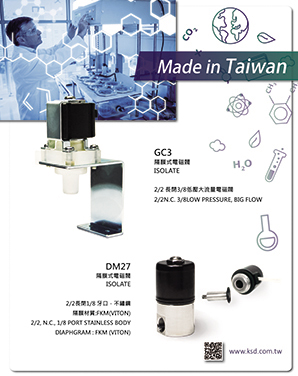 Made in Taiwan
H₂O
GC3
隔膜式電磁閥
ISOLATE
2/2 長閉3/8低壓大流量電磁閥
2/2N.C. 3/8LOW PRESSURE, BIG FLOW
DM27
隔膜式電磁閥
ISOLATE
2/2長閉1/8 牙口，不鏽鋼
隔膜材質:FKM(VITON)
2/2, N.C., 1/8 PORT STAINLESS BODY
DIAPHGRAM : FKM (VITON)
www.ksd.com.tw